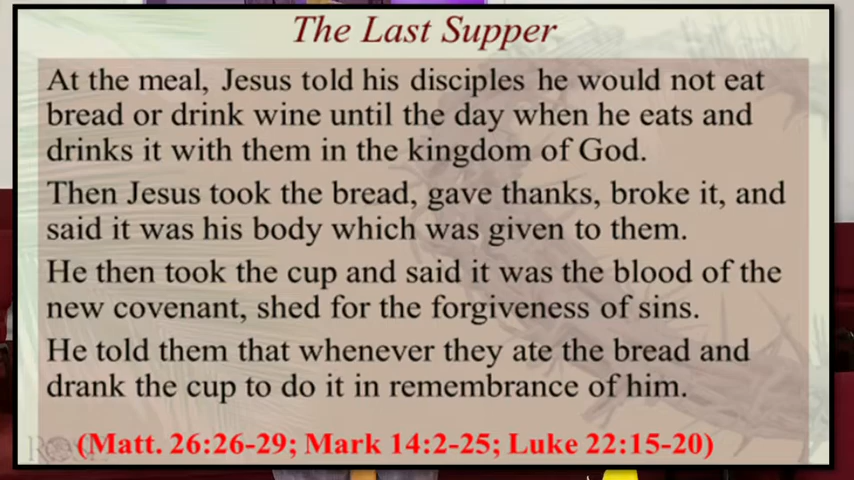 The Last Supper
At the meal, Jesus told his disciples he would not eat
bread or drink wine until the day when he eats and
drinks it with them in the kingdom of God.
Then Jesus took the bread, gave thanks, broke it, and
said it was his body which was given to them.
He then took the cup and said it was the blood of the
new covenant, shed for the forgiveness of sins.
He told them that whenever they ate the bread and
drank the cup to do it in remembrance of him.
(Matt. 26:26-29; Mark 14:2-25; Luke 22:15-20)